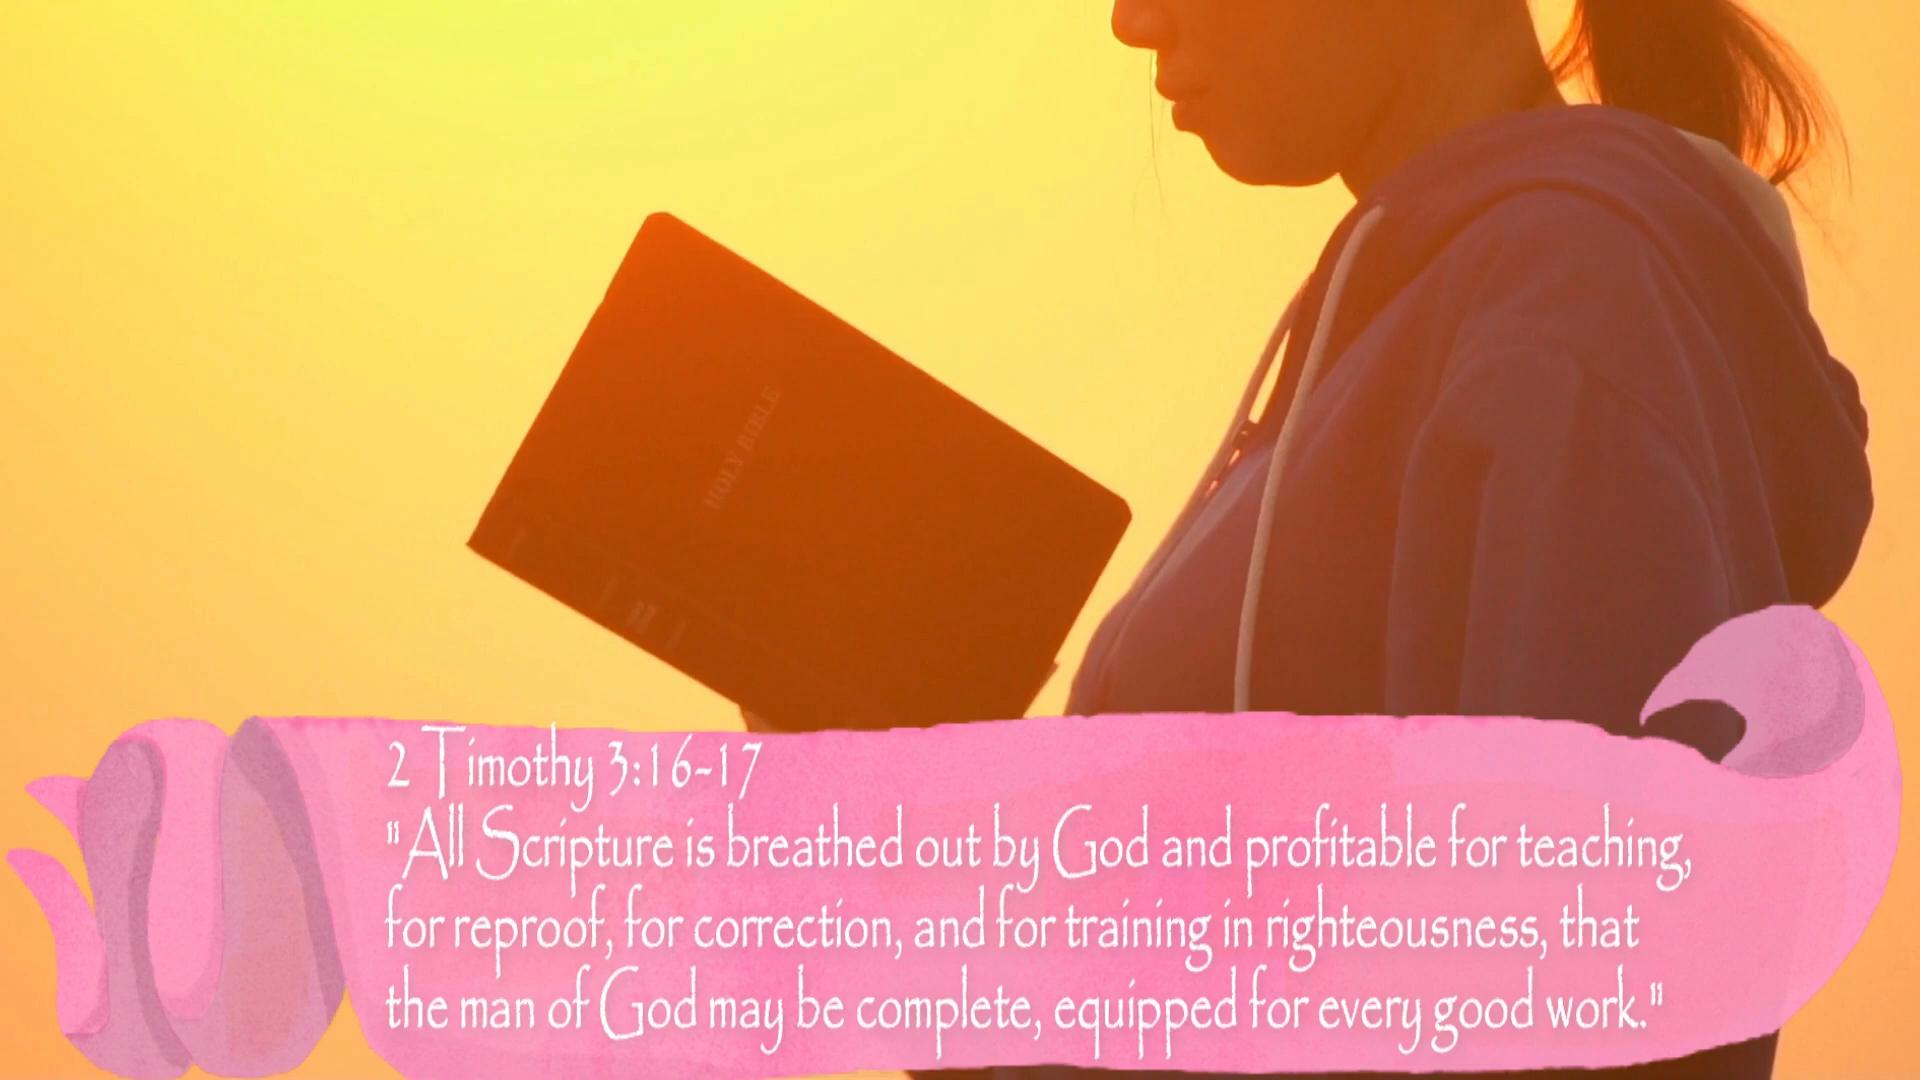 HOLY BIBLE
2 Timothy 3:16-17
"All Scripture is breathed out by God and profitable for teaching,
for reproof, for correction, and for training in righteousness, that
the man of God may be complete, equipped for every good work."